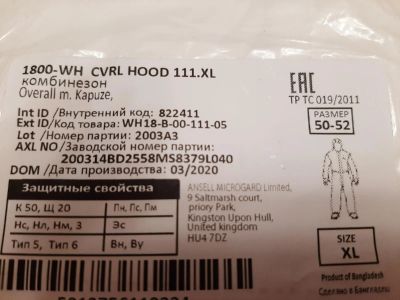 1800-WH CVRL HOOD 111.XL
комбинезон
Overall m. Kapuze,
Int ID /Внутренний код: 822411
Ext ID/Код товара: WH18-B-00-111-05
Lot /Номер партии: 2003A3
AXL NO/Заводской номер партии:
200314BD2558MS8379L040
DOM /Дата производства: 03/2020
EAC
ТР ТС 019/2011
РАЗМЕР
50-52
Защитные свойства
К 50, Щ 20
Пн, Пс, Пм
Нс, Нл, Нм, З
Эс
Тип 5, Тип 6
Вн, Ву
ANSELL MICROGARD Limited,
9 Saltmarsh court,
priory Park,
Kingston Upon Hull,
United kingdom
HU4 7DZ
SIZE
XL
Product of Bangladesh
Сделано в Бангладеш